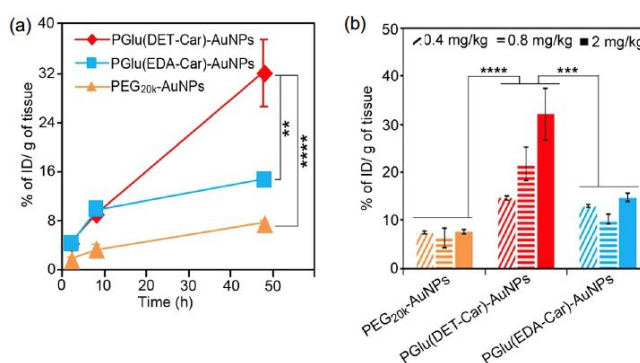 (a)
40
32
24
16
8
0
% of ID/ g of tissue
PGlu(DET-Car)-AuNPs
PGlu(EDA-Car)-AuNPs
PEG20k-AuNPs
**
****
0 10 20 30 40 50
Time (h)
(b)
50
40
30
20
10
0
% of ID/ g of tissue
0.4 mg/kg 0.8 mg/kg 2 mg/kg
**** ***
PEG20k-AuNPs
PGlu(DET-Car)-AuNPs
PGlu(EDA-Car)-AuNPs